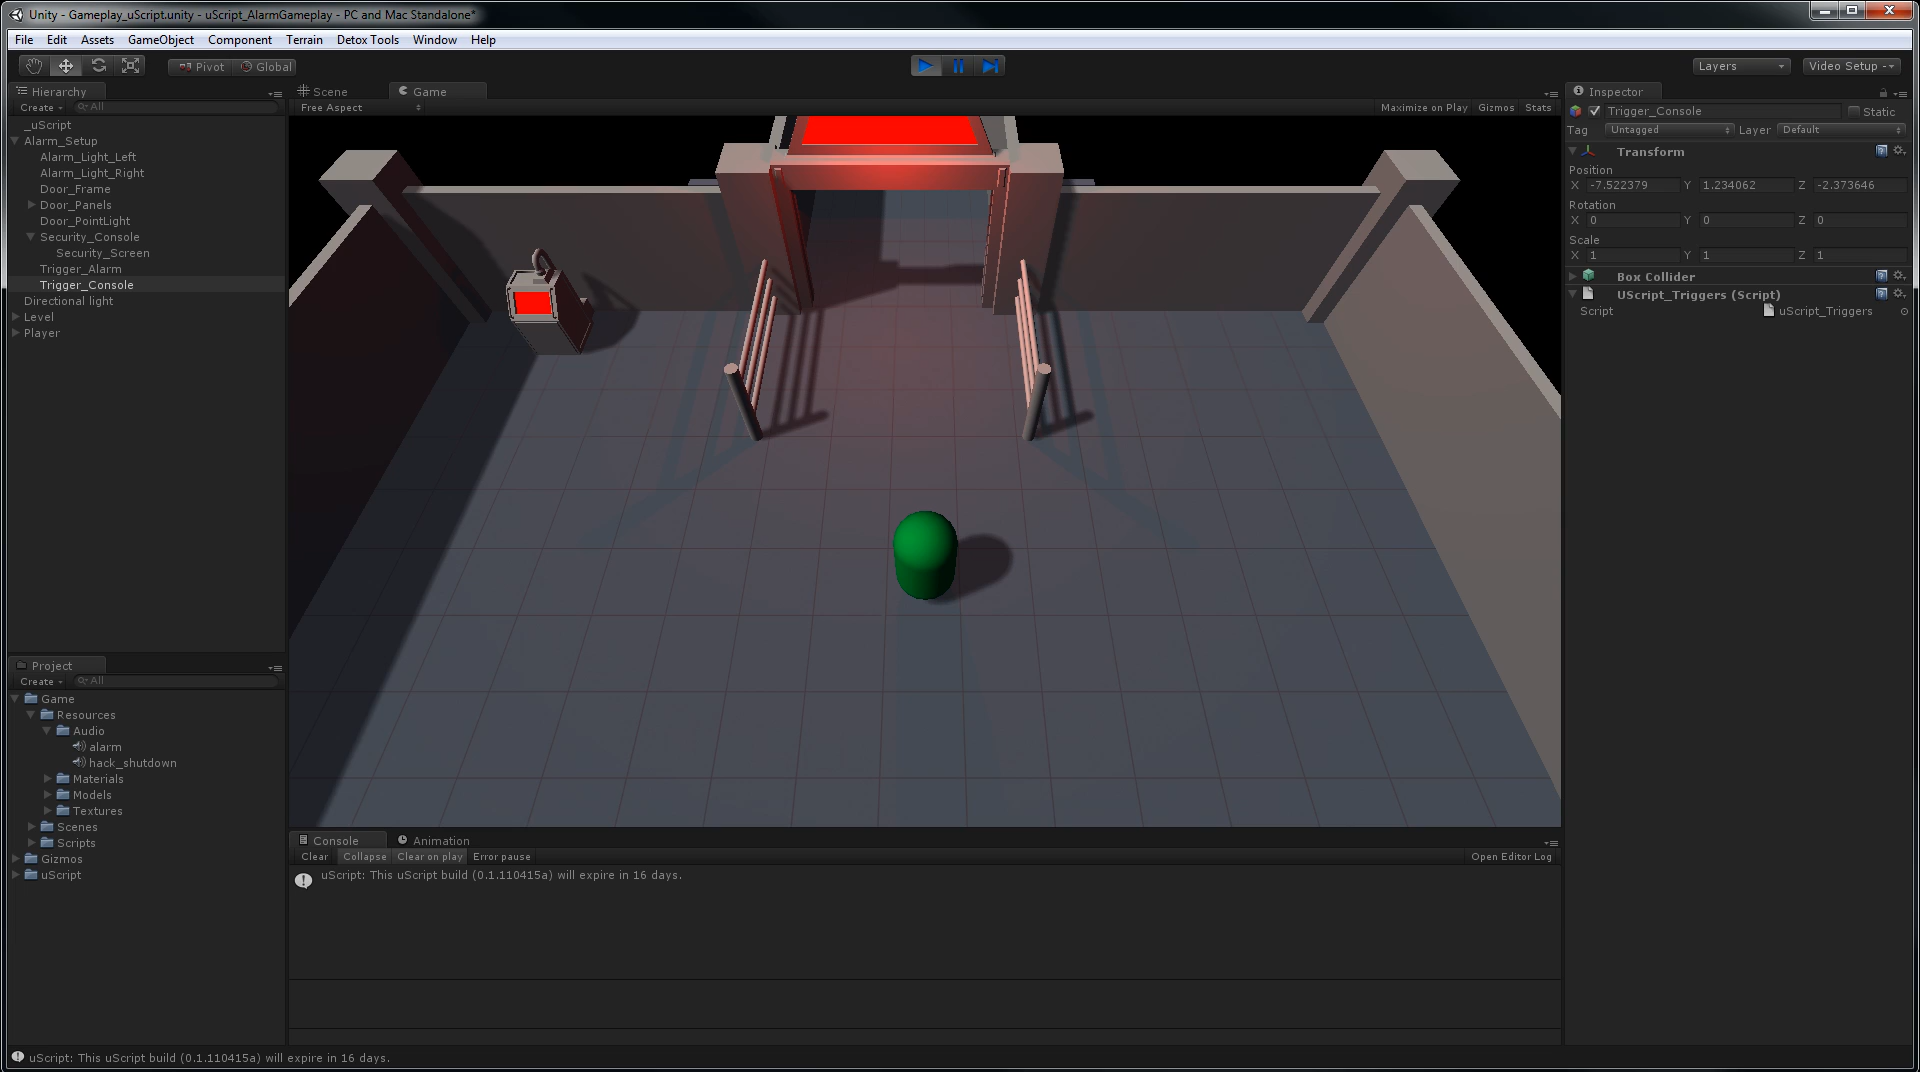 Unity - Gameplay_uScript.unity - uScript_AlarmGameplay - PC and Mac Standalone*
File Edit Assets GameObject Component Terrain Detox Tools Window Help
Pivot Global
Layers
Video Setup
Hierarchy
Create All
_uScript
Alarm_Setup
Alarm_Light_Left
Alarm_Light_Right
Door_Frame
Door_Panels
Door_PointLight
Security_Console
Security_Screen
Trigger_Alarm
Trigger_Console
Directional light
Level
Player
Project
Create All
Game
Resources
Audio
alarm
hack_shutdown
Materials
Models
Textures
Scenes
Scripts
Gizmos
uScript
Scene Game
Free Aspect
Maximize on Play Gizmos Stats
Console Animation
Clear Collapse Clear on play Error pause
Open Editor Log
uScript: This uScript build (0.1.110415a) will expire in 16 days.
Inspector
Trigger_Console Static
Tag Untagged Layer Default
Transform
Position
X -7.522379 Y 1.234062 Z -2.373646
Rotation
X 0 Y 0 Z 0
Scale
X 1 Y 1 Z 1
Box Collider
UScript_Triggers (Script)
Script uScript_Triggers
uScript: This uScript build (0.1.110415a) will expire in 16 days.